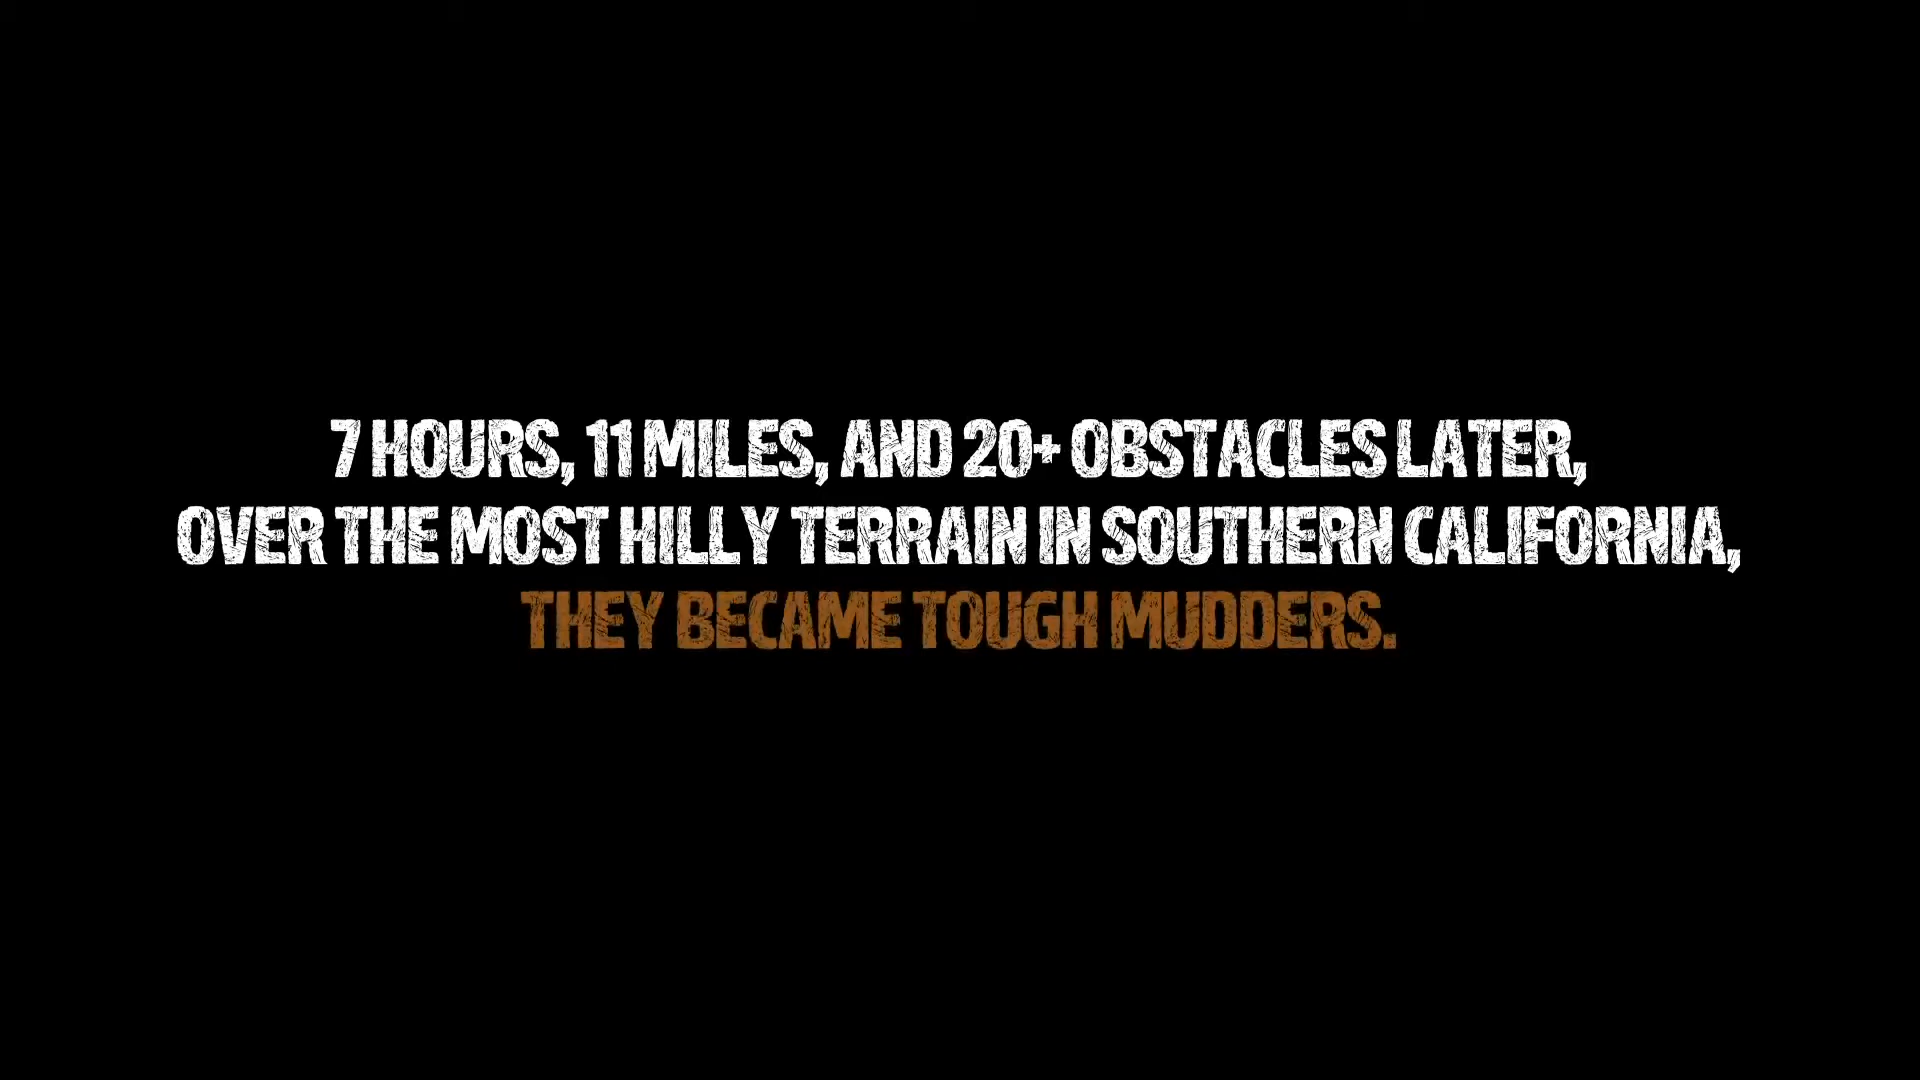 7 HOURS, 11 MILES, AND 20+ OBSTACLES LATER,
OVER THE MOST HILLY TERRAIN IN SOUTHERN CALIFORNIA,
THEY BECAME TOUGH MUDDERS.